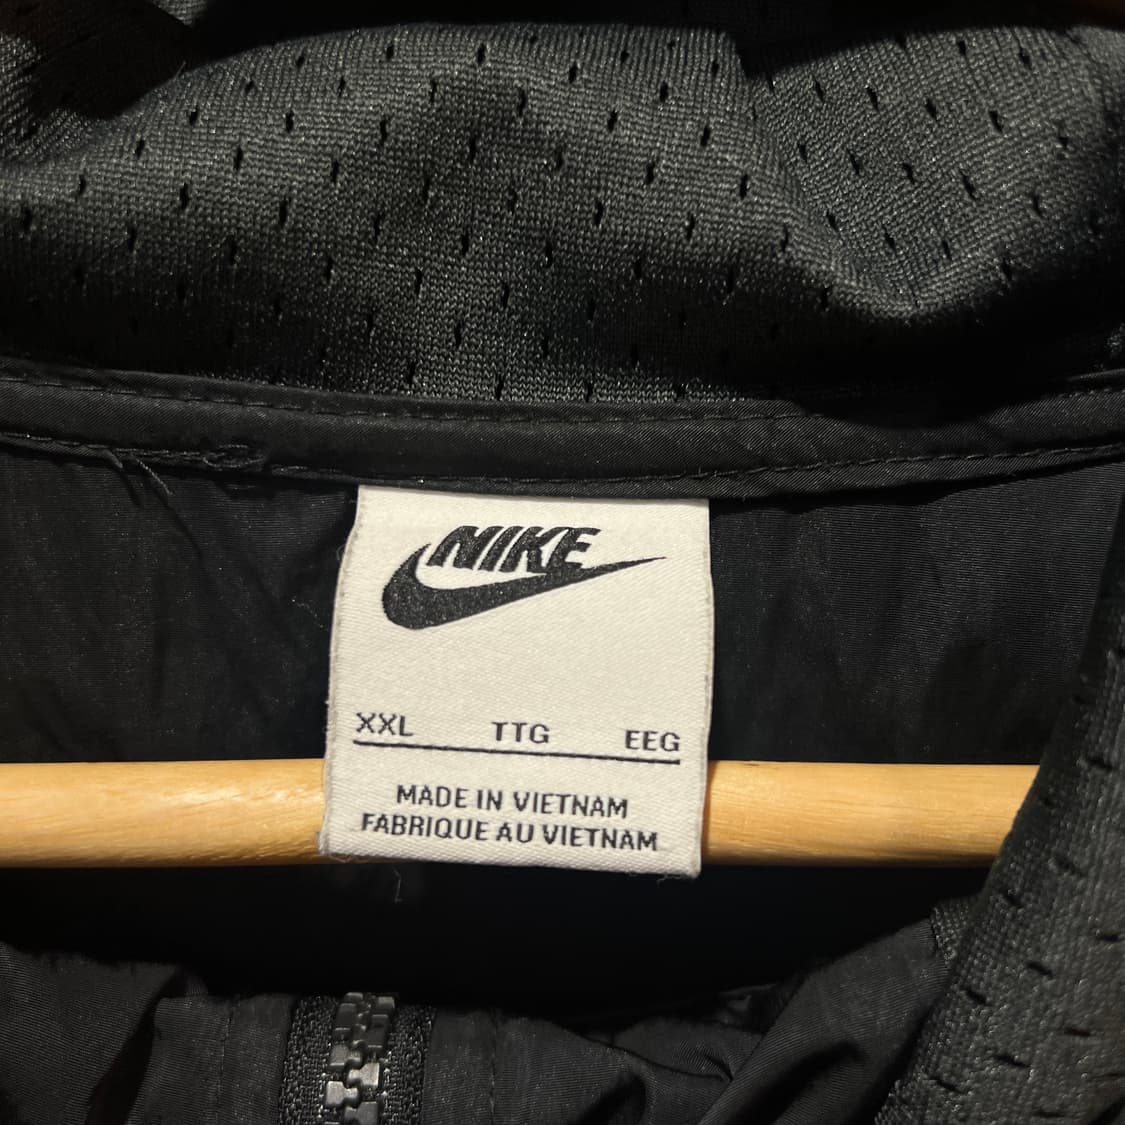 NIKE
XXL TTG EEG
MADE IN VIETNAM
FABRIQUE AU VIETNAM